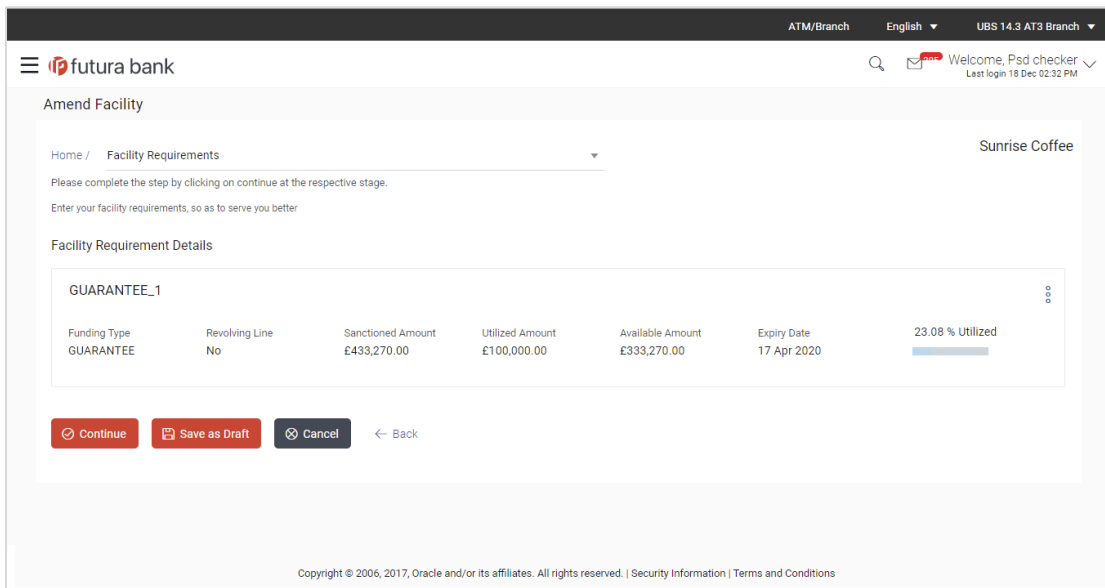 ATM/Branch English UBS 14.3 AT3 Branch
futura bank
Welcome, Psd checker
Last login 18 Dec 02:32 PM
Amend Facility
Sunrise Coffee
Home / Facility Requirements
Please complete the step by clicking on continue at the respective stage.
Enter your facility requirements, so as to serve you better
Facility Requirement Details
GUARANTEE_1
Funding Type Revolving Line Sanctioned Amount Utilized Amount Available Amount Expiry Date 23.08 % Utilized
GUARANTEE No £433,270.00 £100,000.00 £333,270.00 17 Apr 2020
Continue Save as Draft Cancel Back
Copyright © 2006, 2017, Oracle and/or its affiliates. All rights reserved. | Security Information | Terms and Conditions